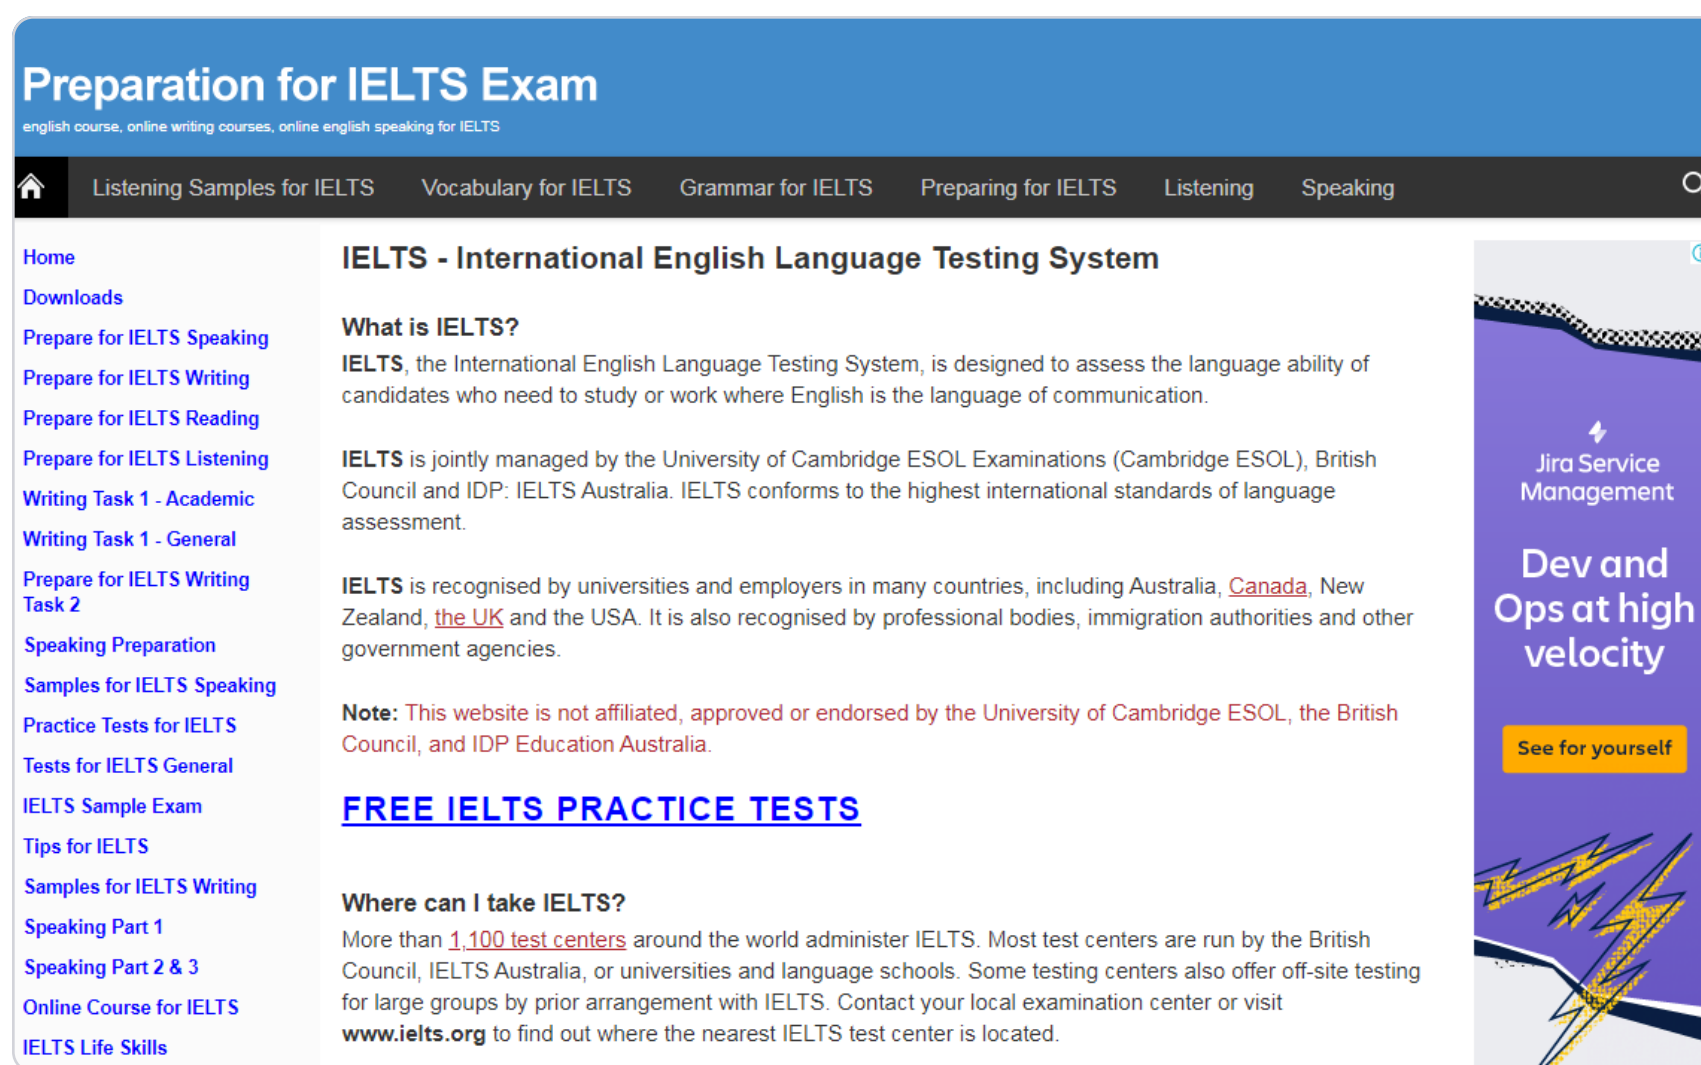 Preparation for IELTS Exam
english course, online writing courses, online english speaking for IELTS
Listening Samples for IELTS
Vocabulary for IELTS
Grammar for IELTS
Preparing for IELTS
Listening
Speaking
Home
Downloads
Prepare for IELTS Speaking
Prepare for IELTS Writing
Prepare for IELTS Reading
Prepare for IELTS Listening
Writing Task 1 - Academic
Writing Task 1 - General
Prepare for IELTS Writing
Task 2
Speaking Preparation
Samples for IELTS Speaking
Practice Tests for IELTS
Tests for IELTS General
IELTS Sample Exam
Tips for IELTS
Samples for IELTS Writing
Speaking Part 1
Speaking Part 2 & 3
Online Course for IELTS
IELTS Life Skills
IELTS - International English Language Testing System
What is IELTS?
IELTS, the International English Language Testing System, is designed to assess the language ability of
candidates who need to study or work where English is the language of communication.
IELTS is jointly managed by the University of Cambridge ESOL Examinations (Cambridge ESOL), British
Council and IDP: IELTS Australia. IELTS conforms to the highest international standards of language
assessment.
IELTS is recognised by universities and employers in many countries, including Australia, Canada, New
Zealand, the UK and the USA. It is also recognised by professional bodies, immigration authorities and other
government agencies.
Note: This website is not affiliated, approved or endorsed by the University of Cambridge ESOL, the British
Council, and IDP Education Australia.
FREE IELTS PRACTICE TESTS
Where can I take IELTS?
More than 1,100 test centers around the world administer IELTS. Most test centers are run by the British
Council, IELTS Australia, or universities and language schools. Some testing centers also offer off-site testing
for large groups by prior arrangement with IELTS. Contact your local examination center or visit
www.ielts.org to find out where the nearest IELTS test center is located.
Jira Service
Management
Dev and
Ops at high
velocity
See for yourself